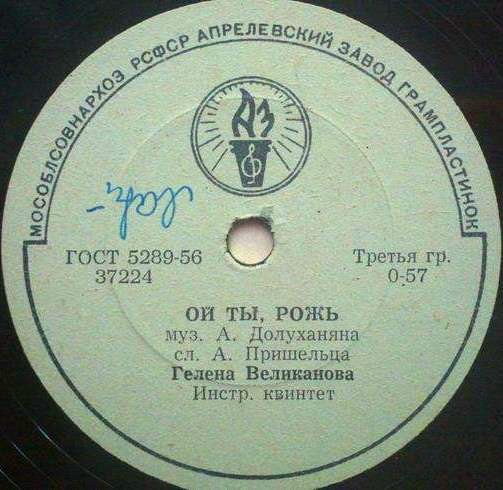 МОСОБЛСОВНАРХОЗ РСФСР АПРЕЛЕВСКИЙ ЗАВОД ГРАМПЛАСТИНОК
АЗ
ГОСТ 5289-56
37224
Третья гр.
0-57
ОЙ ТЫ, РОЖЬ
муз. А. Долуханяна
сл. А. Пришельца
Гелена Великанова
Инстр. квинтет